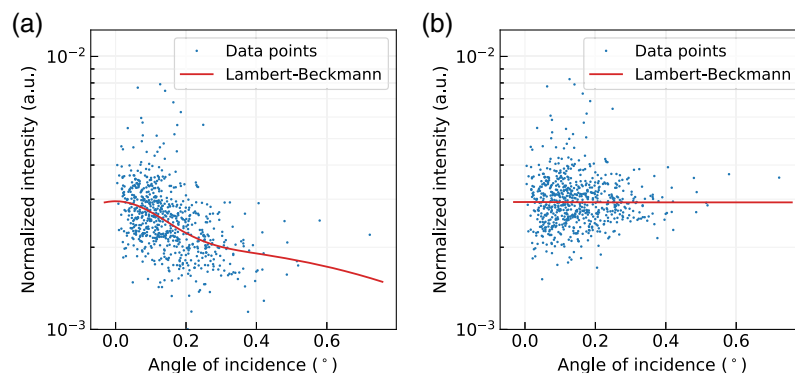 (a)
10⁻²
Data points
Lambert-Beckmann
Normalized intensity (a.u.)
10⁻³
0.0 0.2 0.4 0.6
Angle of incidence (°)
(b)
10⁻²
Data points
Lambert-Beckmann
Normalized intensity (a.u.)
10⁻³
0.0 0.2 0.4 0.6
Angle of incidence (°)